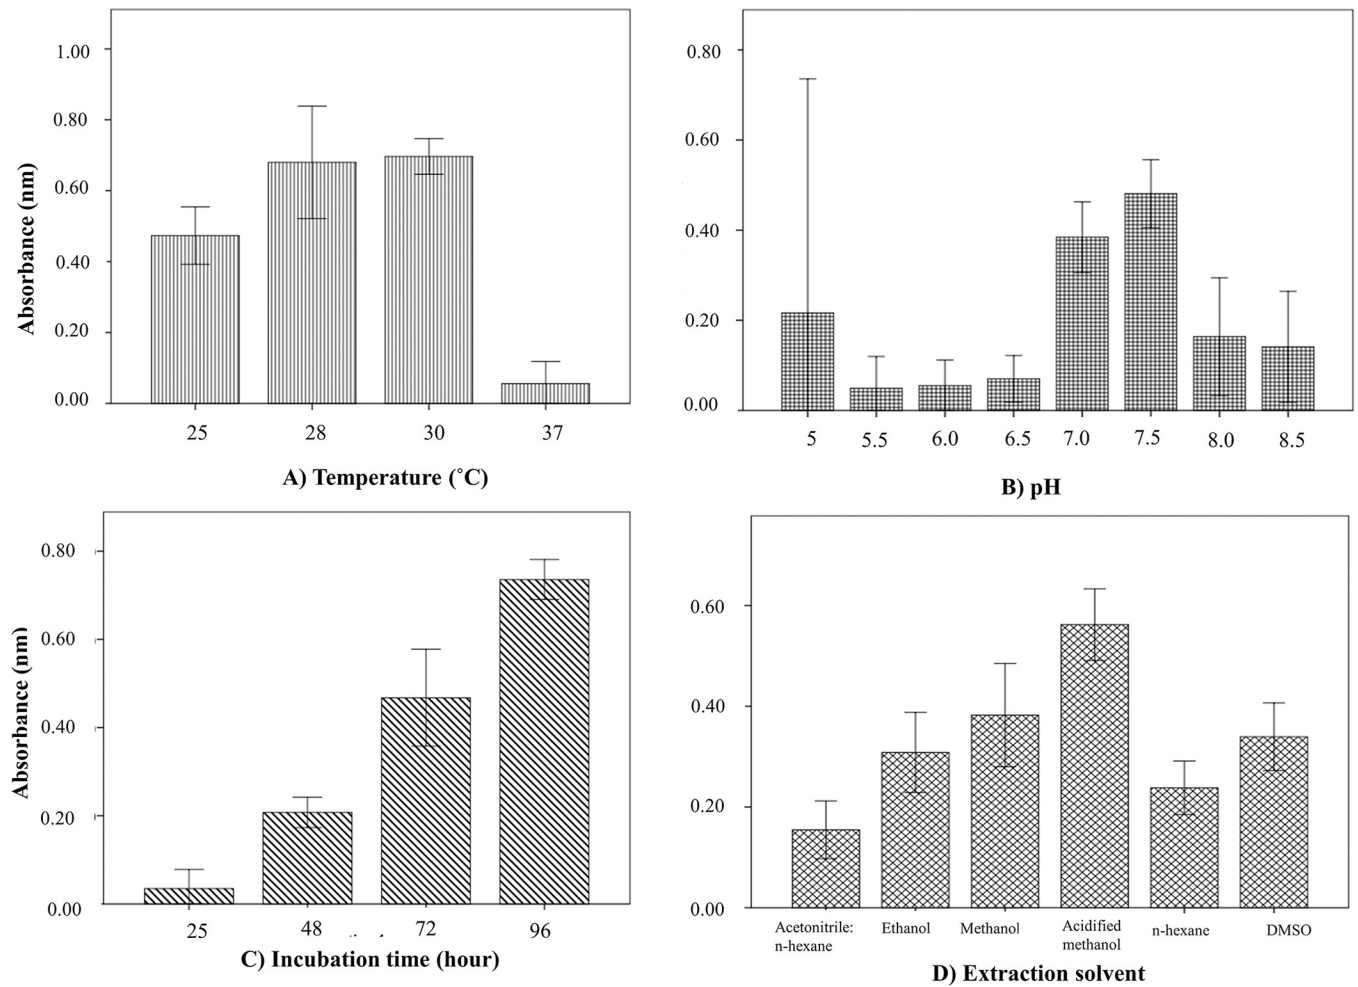 1.00
0.80
0.60
0.40
0.20
0.00
Absorbance (nm)
25 28 30 37
A) Temperature (˚C)
0.80
0.60
0.40
0.20
0.00
5 5.5 6.0 6.5 7.0 7.5 8.0 8.5
B) pH
0.80
0.60
0.40
0.20
0.00
Absorbance (nm)
25 48 72 96
C) Incubation time (hour)
0.60
0.40
0.20
0.00
Acetonitrile:
n-hexane
Ethanol
Methanol
Acidified
methanol
n-hexane
DMSO
D) Extraction solvent